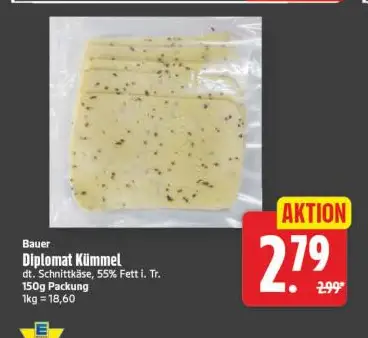 Bauer
Diplomat Kümmel
dt. Schnittkäse, 55% Fett i. Tr.
150g Packung
1kg = 18,60
AKTION
2.79
2.99*
E